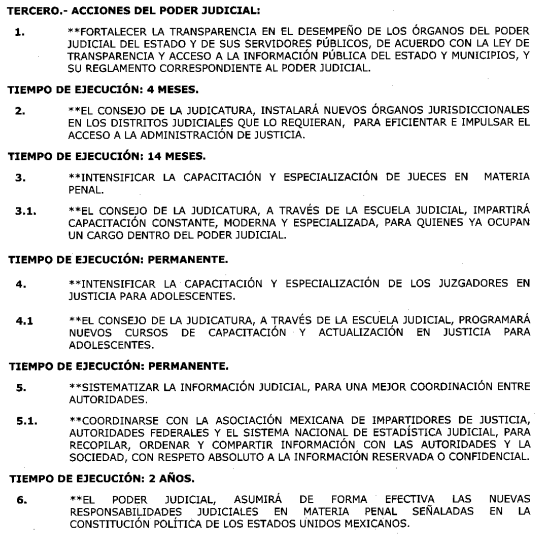 TERCERO.- ACCIONES DEL PODER JUDICIAL:
1. **FORTALECER LA TRANSPARENCIA EN EL DESEMPEÑO DE LOS ÓRGANOS DEL PODER
JUDICIAL DEL ESTADO Y DE SUS SERVIDORES PÚBLICOS, DE ACUERDO CON LA LEY DE
TRANSPARENCIA Y ACCESO A LA INFORMACIÓN PÚBLICA DEL ESTADO Y MUNICIPIOS, Y
SU REGLAMENTO CORRESPONDIENTE AL PODER JUDICIAL.
TIEMPO DE EJECUCIÓN: 4 MESES.
2. **EL CONSEJO DE LA JUDICATURA, INSTALARÁ NUEVOS ÓRGANOS JURISDICCIONALES
EN LOS DISTRITOS JUDICIALES QUE LO REQUIERAN, PARA EFICIENTAR E IMPULSAR EL
ACCESO A LA ADMINISTRACIÓN DE JUSTICIA.
TIEMPO DE EJECUCIÓN: 14 MESES.
3. **INTENSIFICAR LA CAPACITACIÓN Y ESPECIALIZACIÓN DE JUECES EN MATERIA
PENAL.
3.1. **EL CONSEJO DE LA JUDICATURA, A TRAVÉS DE LA ESCUELA JUDICIAL, IMPARTIRÁ
CAPACITACIÓN CONSTANTE, MODERNA Y ESPECIALIZADA, PARA QUIENES YA OCUPAN
UN CARGO DENTRO DEL PODER JUDICIAL.
TIEMPO DE EJECUCIÓN: PERMANENTE.
4. **INTENSIFICAR LA CAPACITACIÓN Y ESPECIALIZACIÓN DE LOS JUZGADORES EN
JUSTICIA PARA ADOLESCENTES.
4.1 **EL CONSEJO DE LA JUDICATURA, A TRAVÉS DE LA ESCUELA JUDICIAL, PROGRAMARÁ
NUEVOS CURSOS DE CAPACITACIÓN Y ACTUALIZACIÓN EN JUSTICIA PARA
ADOLESCENTES.
TIEMPO DE EJECUCIÓN: PERMANENTE.
5. **SISTEMATIZAR LA INFORMACIÓN JUDICIAL, PARA UNA MEJOR COORDINACIÓN ENTRE
AUTORIDADES.
5.1. **COORDINARSE CON LA ASOCIACIÓN MEXICANA DE IMPARTIDORES DE JUSTICIA,
AUTORIDADES FEDERALES Y EL SISTEMA NACIONAL DE ESTADÍSTICA JUDICIAL, PARA
RECOPILAR, ORDENAR Y COMPARTIR INFORMACIÓN CON LAS AUTORIDADES Y LA
SOCIEDAD, CON RESPETO ABSOLUTO A LA INFORMACIÓN RESERVADA O CONFIDENCIAL.
TIEMPO DE EJECUCIÓN: 2 AÑOS.
6. **EL PODER JUDICIAL, ASUMIRÁ DE FORMA EFECTIVA LAS NUEVAS
RESPONSABILIDADES JUDICIALES EN MATERIA PENAL SEÑALADAS EN LA
CONSTITUCIÓN POLÍTICA DE LOS ESTADOS UNIDOS MEXICANOS.